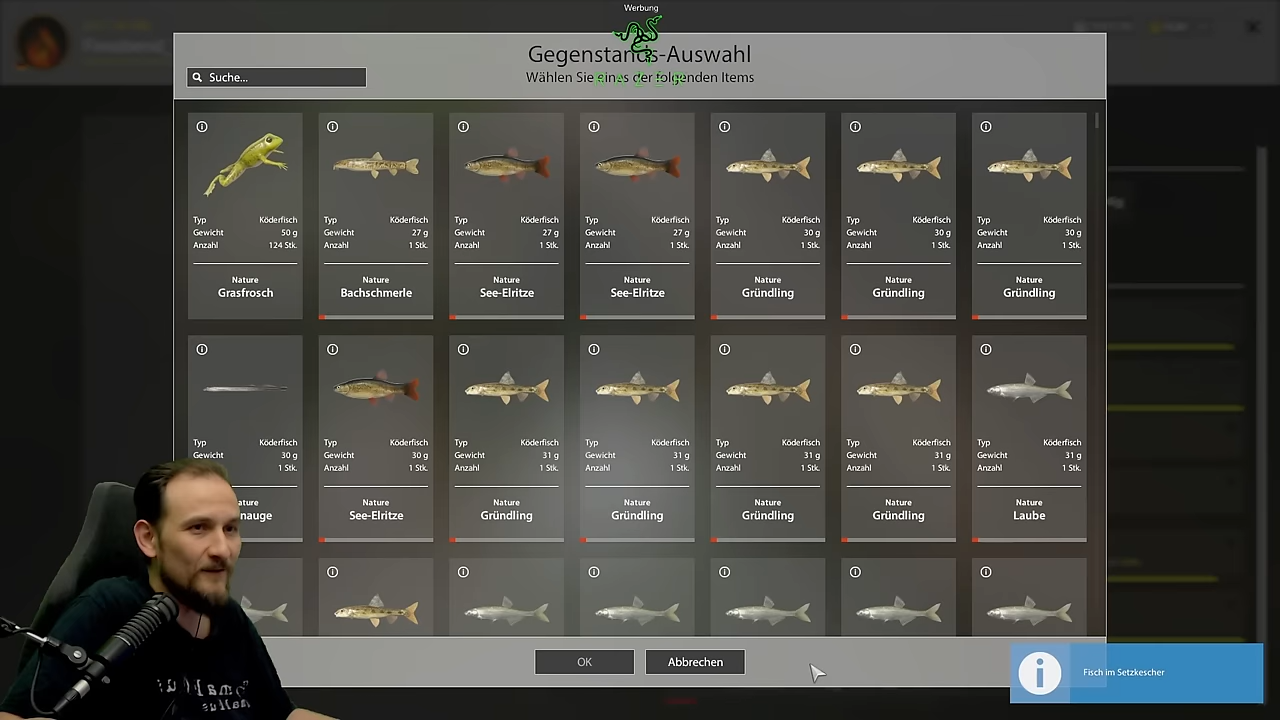 Werbung
Gegenstands-Auswahl
Wählen Sie eines der folgenden Items
RAZER
Suche...
Typ Köderfisch
Gewicht 50 g
Anzahl 124 Stk.
Nature
Grasfrosch
Typ Köderfisch
Gewicht 27 g
Anzahl 1 Stk.
Nature
Bachschmerle
Typ Köderfisch
Gewicht 27 g
Anzahl 1 Stk.
Nature
See-Elritze
Typ Köderfisch
Gewicht 27 g
Anzahl 1 Stk.
Nature
See-Elritze
Typ Köderfisch
Gewicht 30 g
Anzahl 1 Stk.
Nature
Gründling
Typ Köderfisch
Gewicht 30 g
Anzahl 1 Stk.
Nature
Gründling
Typ Köderfisch
Gewicht 30 g
Anzahl 1 Stk.
Nature
Gründling
Typ Köderfisch
Gewicht 30 g
1 Stk.
ature
nauge
Typ Köderfisch
Gewicht 30 g
Anzahl 1 Stk.
Nature
See-Elritze
Typ Köderfisch
Gewicht 31 g
Anzahl 1 Stk.
Nature
Gründling
Typ Köderfisch
Gewicht 31 g
Anzahl 1 Stk.
Nature
Gründling
Typ Köderfisch
Gewicht 31 g
Anzahl 1 Stk.
Nature
Gründling
Typ Köderfisch
Gewicht 31 g
Anzahl 1 Stk.
Nature
Gründling
Typ Köderfisch
Gewicht 31 g
Anzahl 1 Stk.
Nature
Laube
OK
Abbrechen
Fisch im Setzkescher